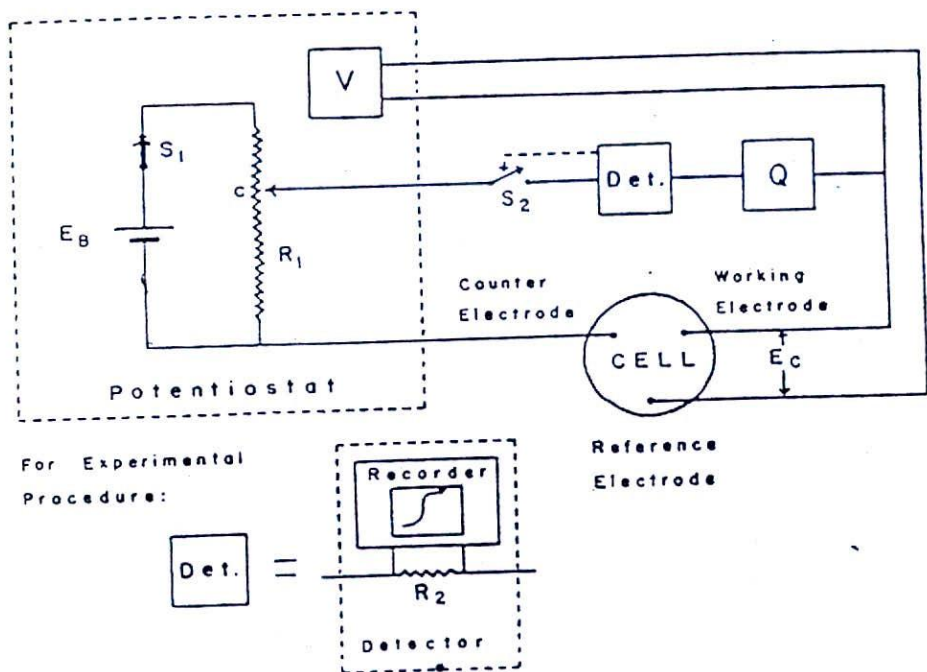 V
S1
C
S2
Det.
Q
EB
R1
Counter
Electrode
Working
Electrode
CELL
EC
Potentiostat
Reference
Electrode
For Experimental
Procedure:
Recorder
Det. =
R2
Detector